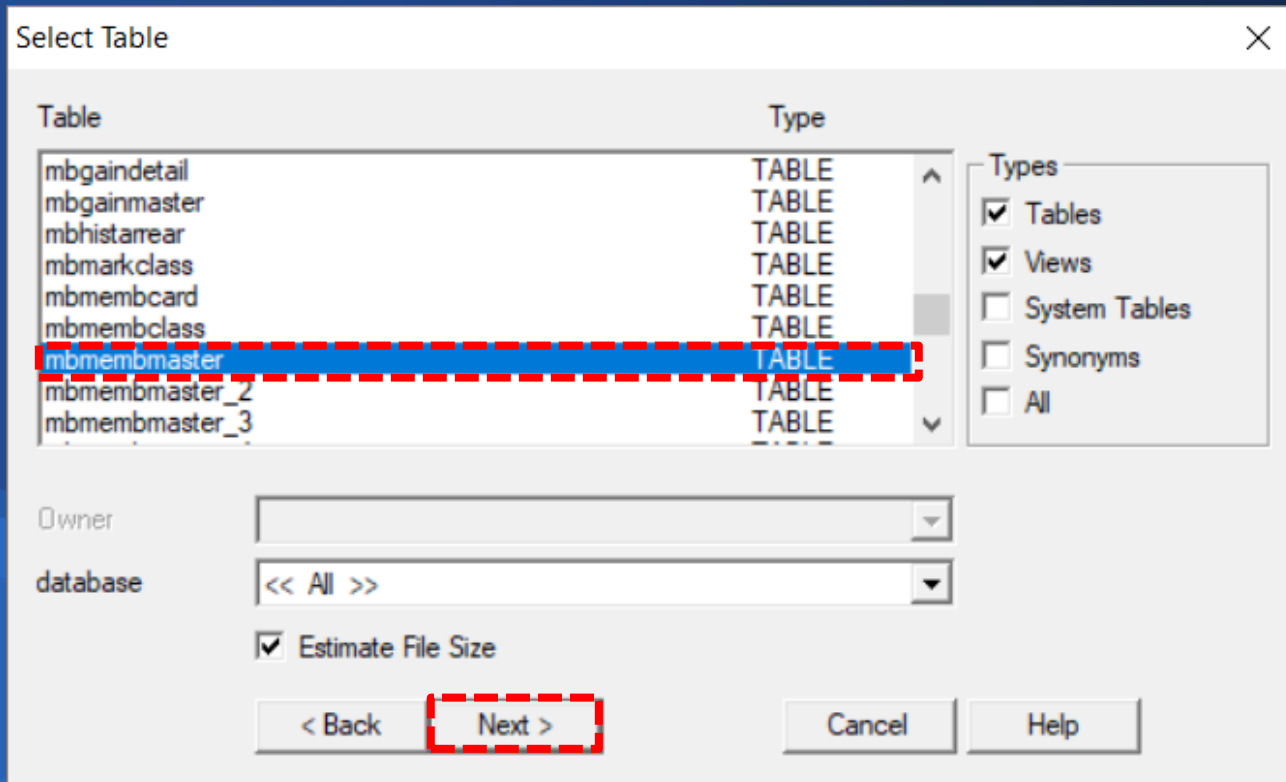 Select Table
Table Type
mbgaindetail TABLE
mbgainmaster TABLE
mbhistarrear TABLE
mbmarkclass TABLE
mbmembcard TABLE
mbmembclass TABLE
mbmembmaster TABLE
mbmembmaster_2 TABLE
mbmembmaster_3 TABLE
Types
Tables
Views
System Tables
Synonyms
All
Owner
database << All >>
Estimate File Size
< Back Next > Cancel Help